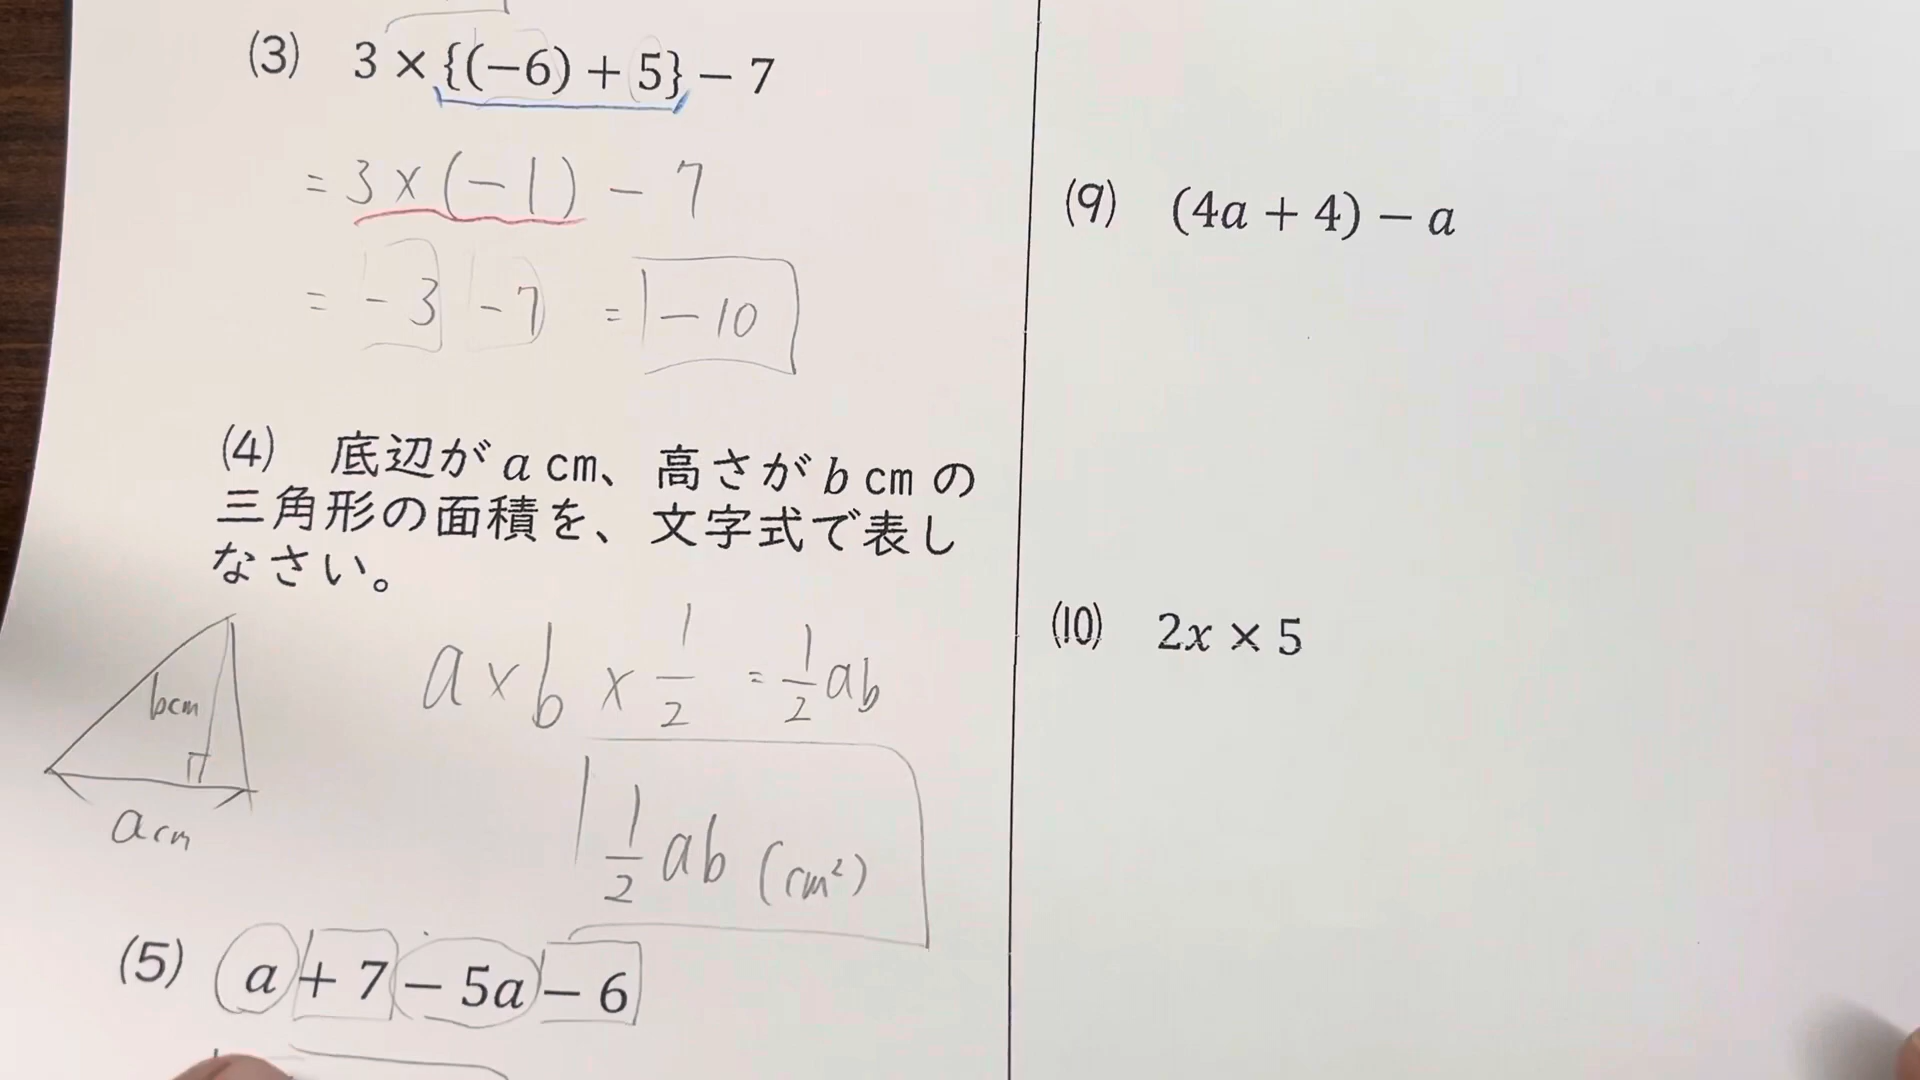 (3) 3 × {(−6) + 5} − 7
= 3 × (−1) − 7
= −3 −7 = −10
(4) 底辺が a cm、高さが b cm の
三角形の面積を、文字式で表し
なさい。
bcm
acm
a × b × 1/2 = 1/2 ab
1/2 ab (cm²)
(5) a + 7 − 5a − 6
(9) (4a + 4) − a
(10) 2x × 5